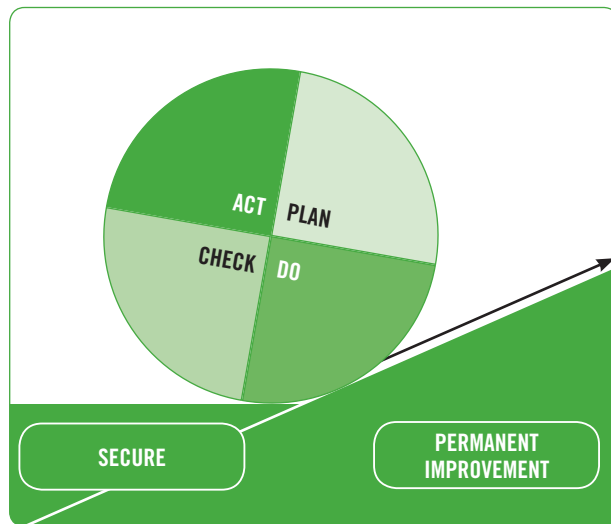 ACT
PLAN
CHECK
DO
SECURE
PERMANENT
IMPROVEMENT